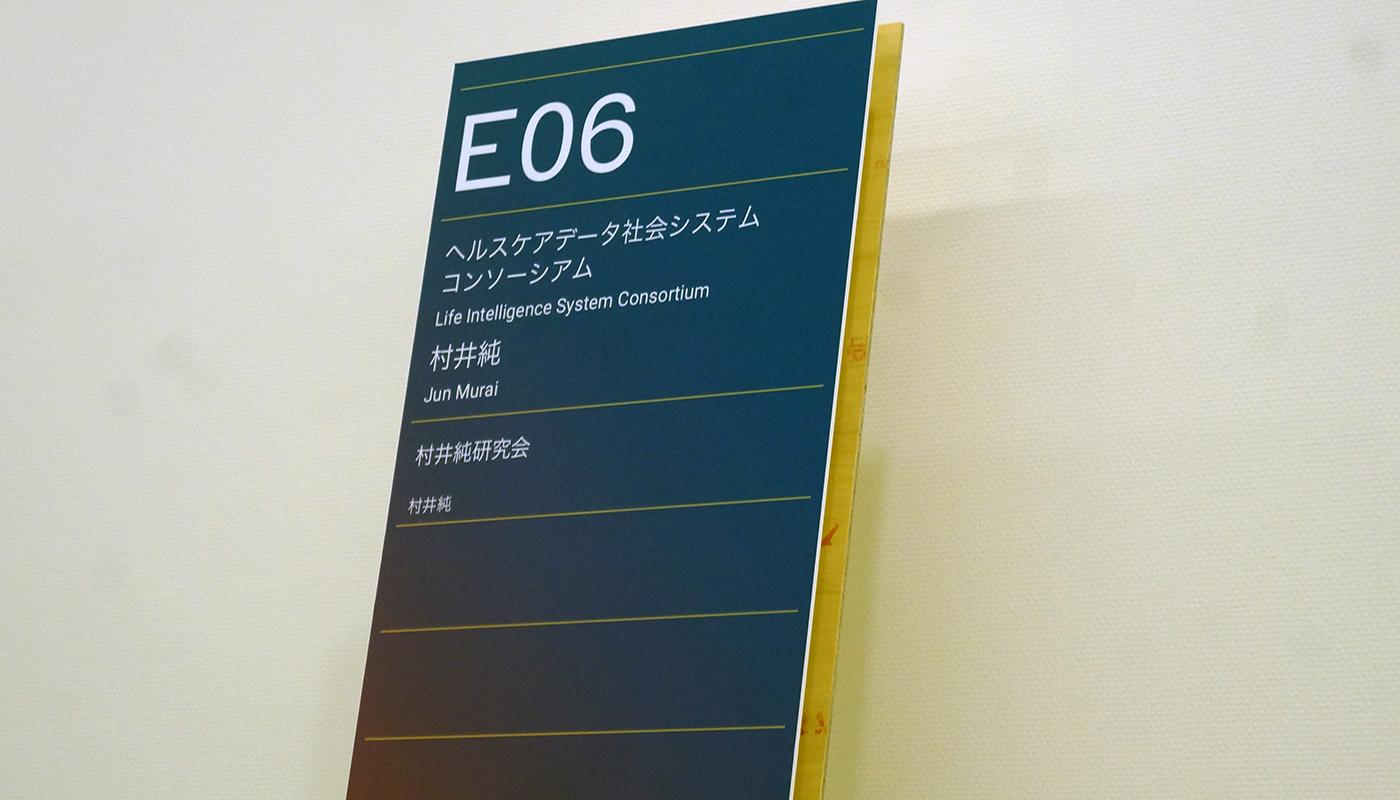 E06
ヘルスケアデータ社会システム
コンソーシアム
Life Intelligence System Consortium
村井純
Jun Murai
村井純研究会
村井純